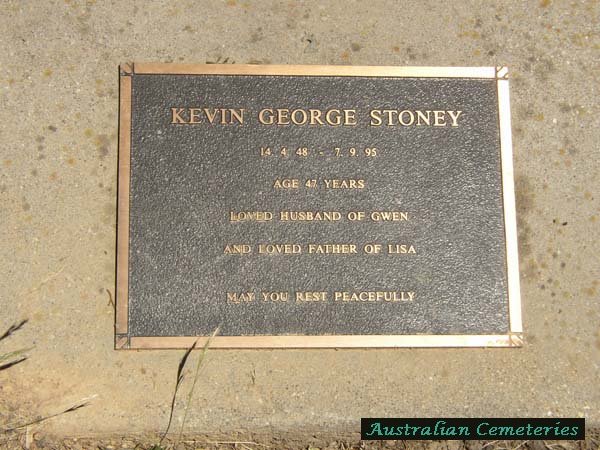 KEVIN GEORGE STONEY
14. 4. 48 - 7. 9. 95
AGE 47 YEARS
LOVED HUSBAND OF GWEN
AND LOVED FATHER OF LISA
MAY YOU REST PEACEFULLY
Australian Cemeteries